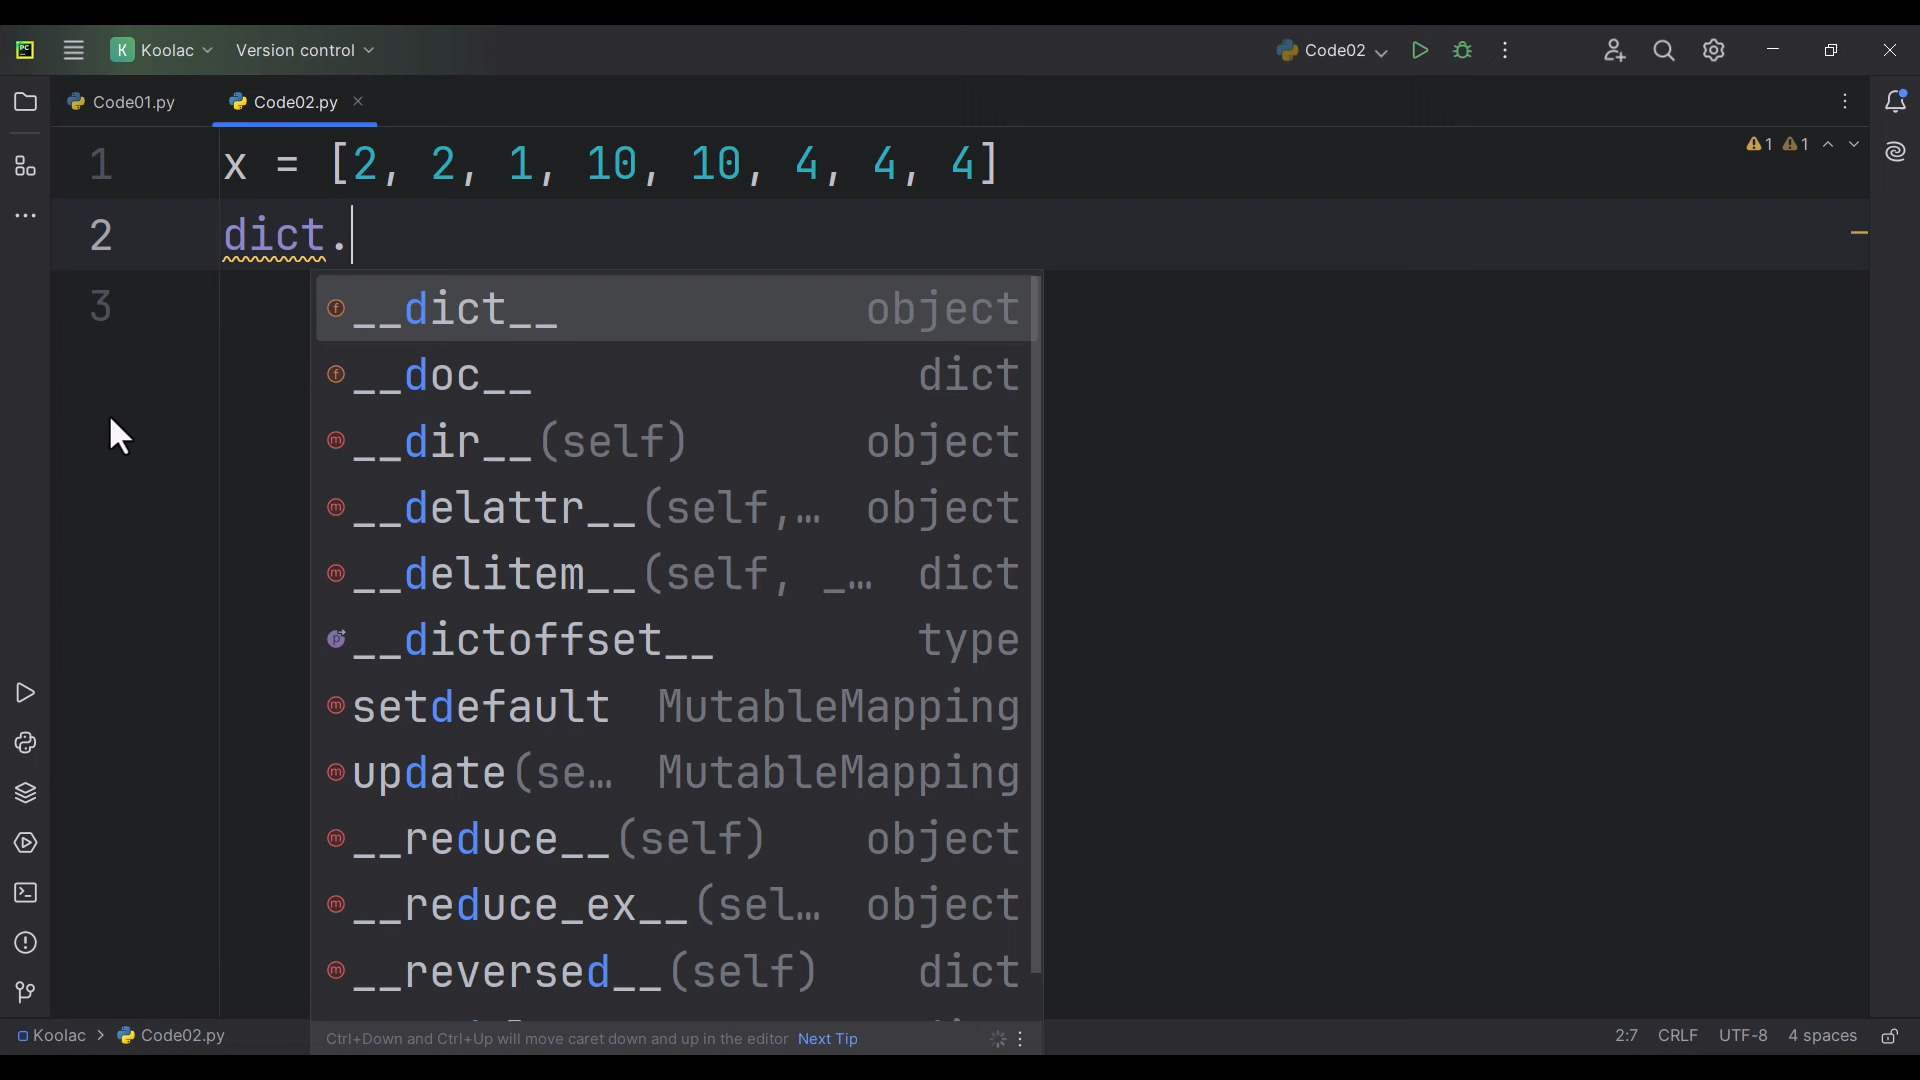 PC K Koolac Version control Code02
Code01.py Code02.py
1 x = [2, 2, 1, 10, 10, 4, 4, 4] 1 1
2 dict.
3
f __dict__ object
f __doc__ dict
m __dir__(self) object
m __delattr__(self,… object
m __delitem__(self, _… dict
p __dictoffset__ type
m setdefault MutableMapping
m update(se… MutableMapping
m __reduce__(self) object
m __reduce_ex__(sel… object
m __reversed__(self) dict
Ctrl+Down and Ctrl+Up will move caret down and up in the editor Next Tip
Koolac > Code02.py 2:7 CRLF UTF-8 4 spaces